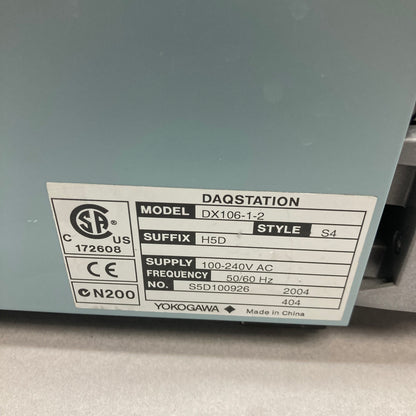 DAQSTATION
MODEL DX106-1-2
STYLE S4
SUFFIX H5D
SUPPLY 100-240V AC
FREQUENCY 50/60 Hz
NO. S5D100926 2004
404
YOKOGAWA Made in China
CSA ®
C US
172608
CE
N200